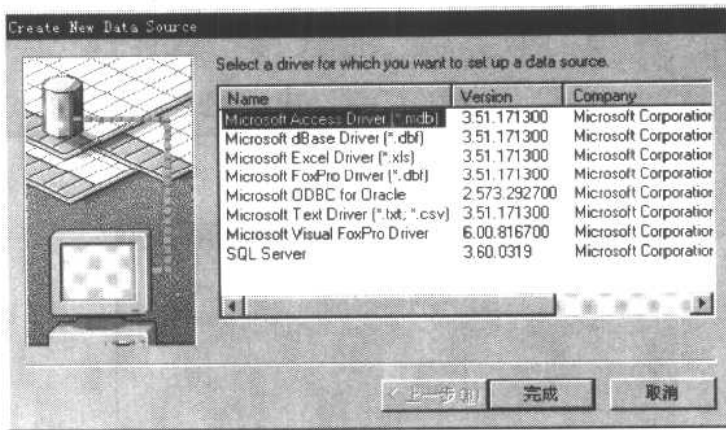 Create New Data Source
Select a driver for which you want to set up a data source.
Name Version Company
Microsoft Access Driver (*.mdb) 3.51.171300 Microsoft Corporation
Microsoft dBase Driver (*.dbf) 3.51.171300 Microsoft Corporation
Microsoft Excel Driver (*.xls) 3.51.171300 Microsoft Corporation
Microsoft FoxPro Driver (*.dbf) 3.51.171300 Microsoft Corporation
Microsoft ODBC for Oracle 2.573.292700 Microsoft Corporation
Microsoft Text Driver (*.txt; *.csv) 3.51.171300 Microsoft Corporation
Microsoft Visual FoxPro Driver 6.00.816700 Microsoft Corporation
SQL Server 3.60.0319 Microsoft Corporation
< 上一步(B) 完成 取消